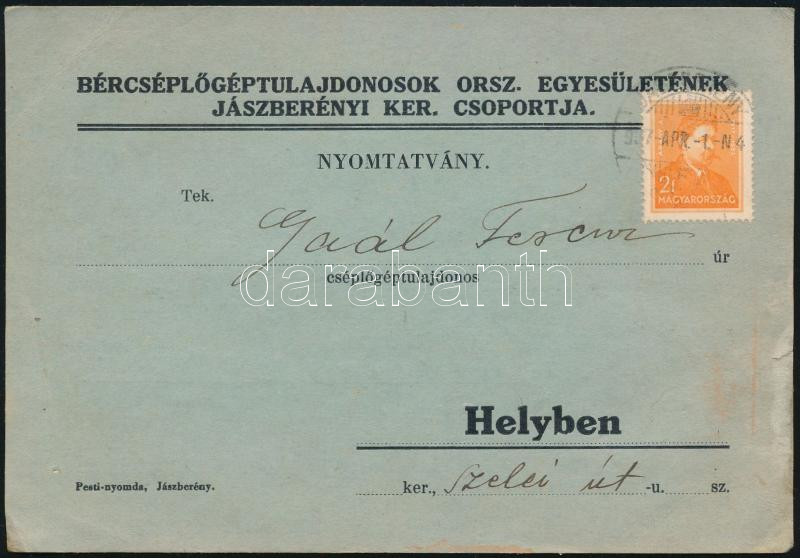 BÉRCSÉPLŐGÉPTULAJDONOSOK ORSZ. EGYESÜLETÉNEK
JÁSZBERÉNYI KER. CSOPORTJA.
NYOMTATVÁNY.
937 APR. -1. -N 4
2f
MAGYARORSZÁG
Tek.
Gaál Ferenc
úr
cséplőgéptulajdonos
darabanth
Helyben
ker., Szelei út -u. sz.
Pesti-nyomda, Jászberény.